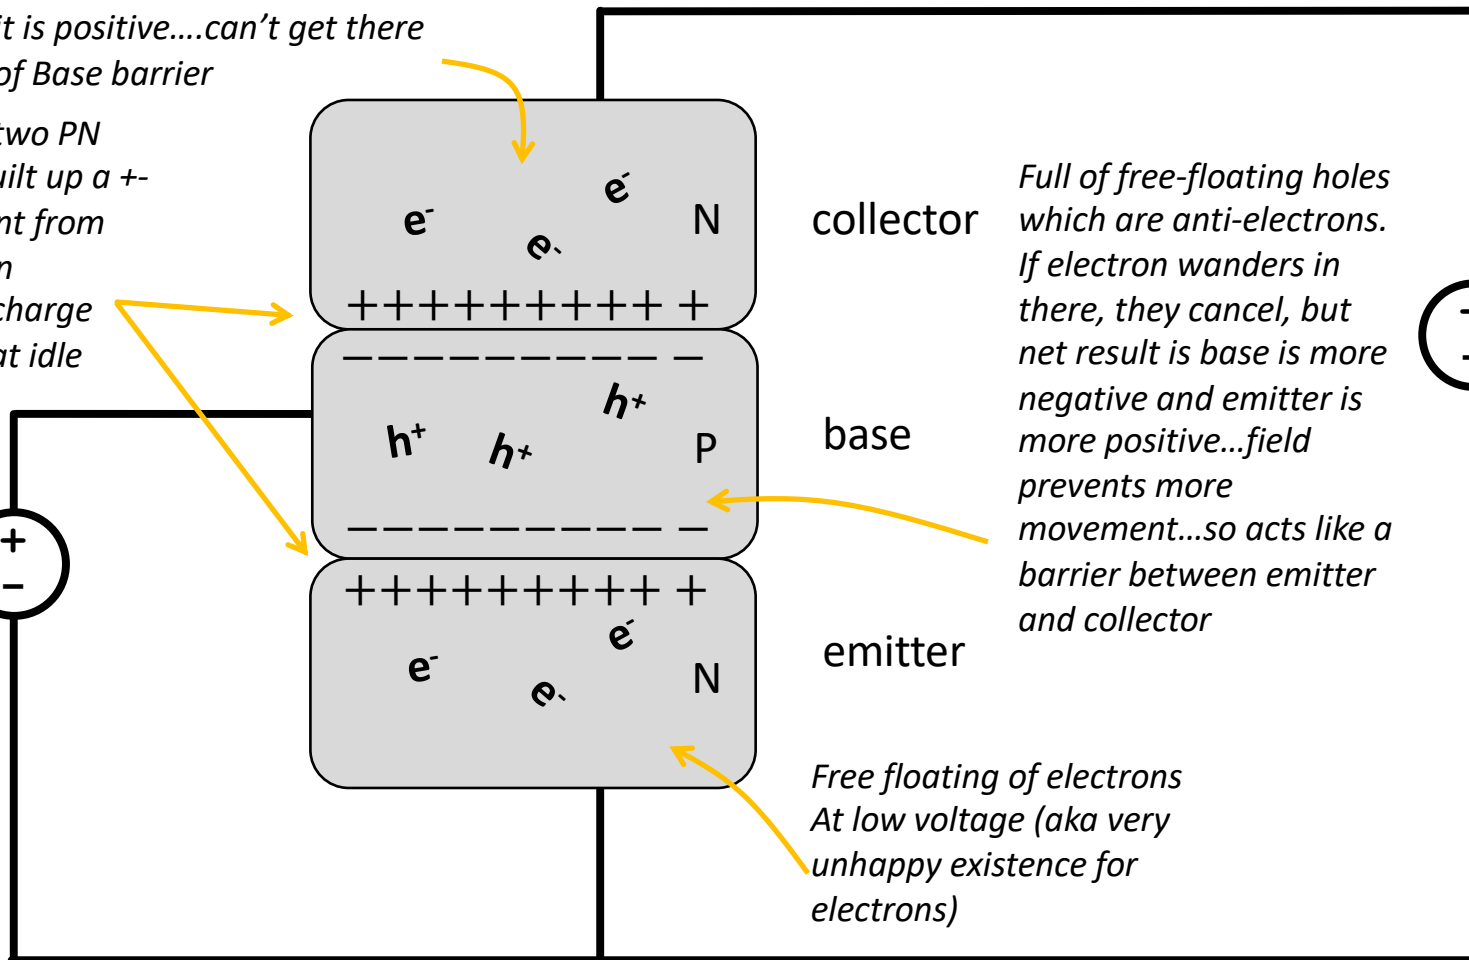 it is positive....can't get there
of Base barrier
two PN
uilt up a +-
nt from
n
charge
at idle
e- e- e- N
+++++++++ +
collector
————————— —
h+ h+ h+ P
————————— —
base
+++++++++ +
e- e- e- N
emitter
Full of free-floating holes
which are anti-electrons.
If electron wanders in
there, they cancel, but
net result is base is more
negative and emitter is
more positive...field
prevents more
movement...so acts like a
barrier between emitter
and collector
+
–
Free floating of electrons
At low voltage (aka very
unhappy existence for
electrons)